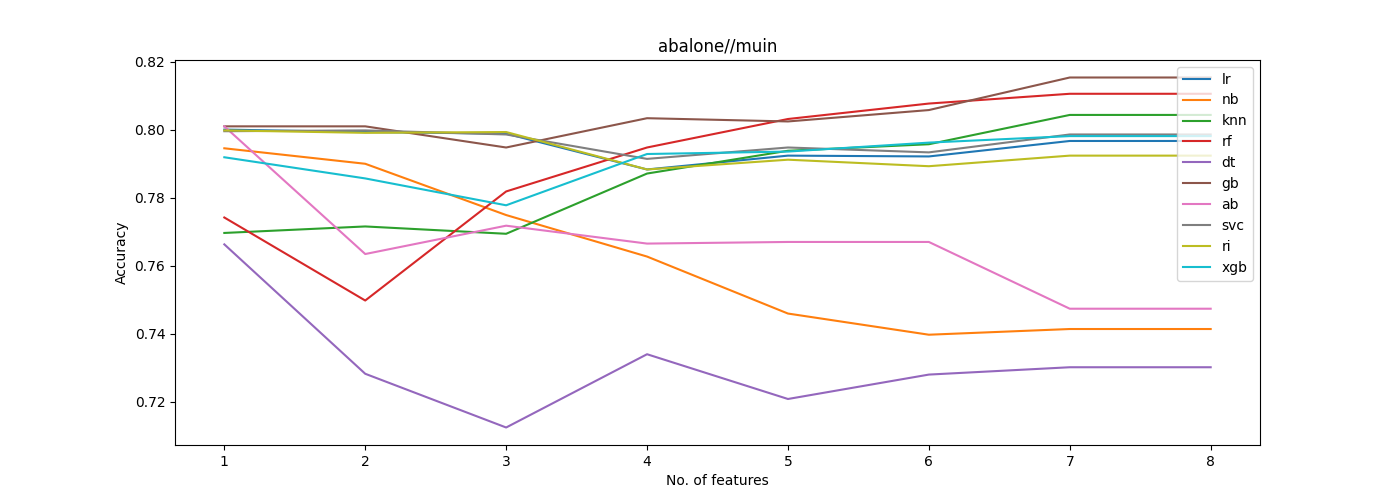 abalone//muin
0.82
0.80
0.78
0.76
0.74
0.72
Accuracy
1 2 3 4 5 6 7 8
No. of features
lr
nb
knn
rf
dt
gb
ab
svc
ri
xgb